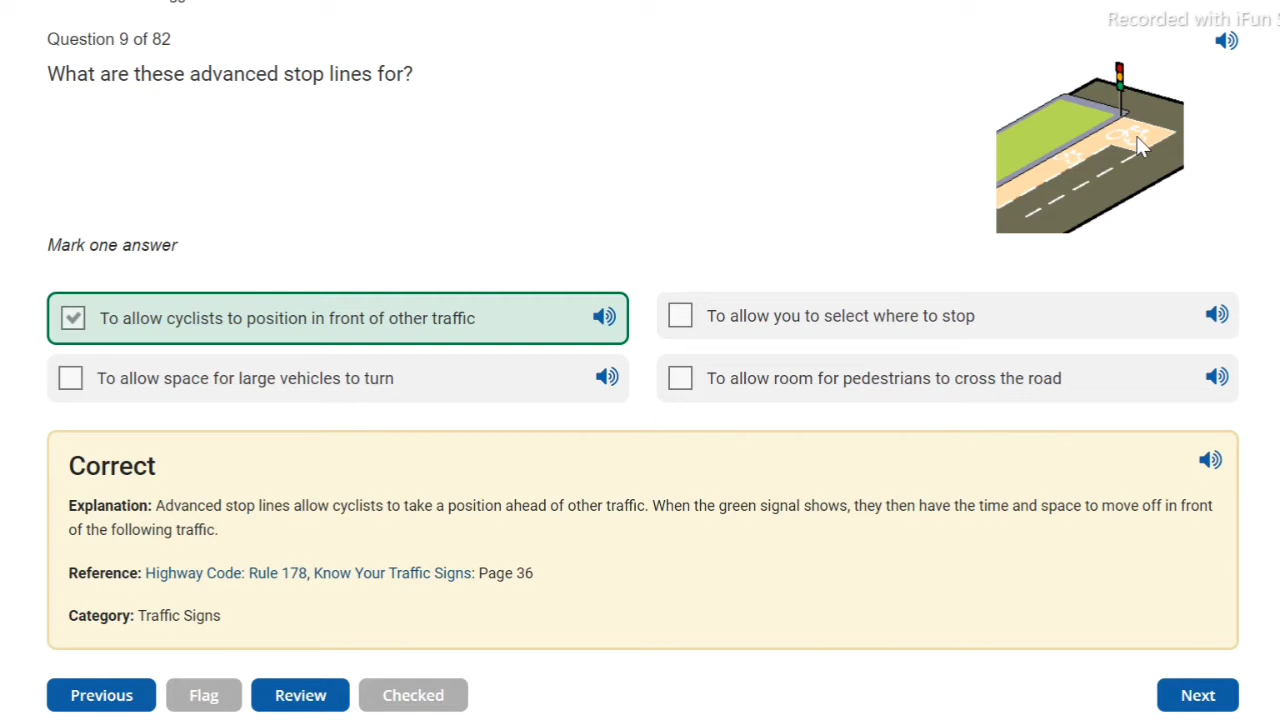 Recorded with iFun
Question 9 of 82
What are these advanced stop lines for?
Mark one answer
To allow cyclists to position in front of other traffic
To allow you to select where to stop
To allow space for large vehicles to turn
To allow room for pedestrians to cross the road
Correct
Explanation: Advanced stop lines allow cyclists to take a position ahead of other traffic. When the green signal shows, they then have the time and space to move off in front
of the following traffic.
Reference: Highway Code: Rule 178, Know Your Traffic Signs: Page 36
Category: Traffic Signs
Previous
Flag
Review
Checked
Next